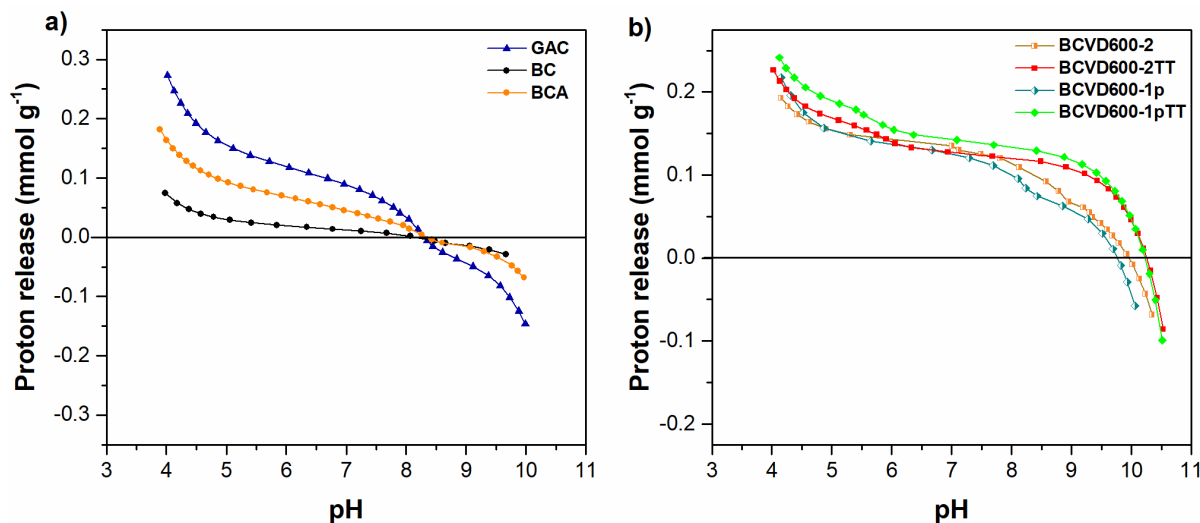 a)
GAC
BC
BCA
0.3
0.2
0.1
0.0
-0.1
-0.2
-0.3
Proton release (mmol g-1)
3 4 5 6 7 8 9 10 11
pH
b)
BCVD600-2
BCVD600-2TT
BCVD600-1p
BCVD600-1pTT
0.2
0.1
0.0
-0.1
-0.2
Proton release (mmol g-1)
3 4 5 6 7 8 9 10 11
pH